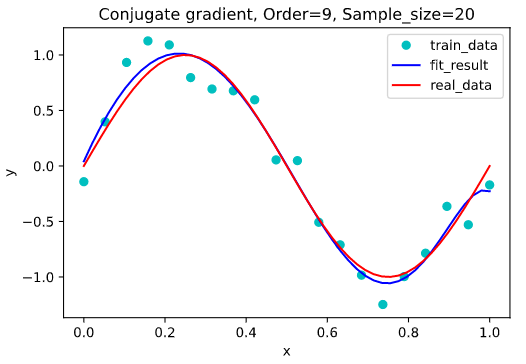 Conjugate gradient, Order=9, Sample_size=20
train_data
fit_result
real_data
y
1.0
0.5
0.0
−0.5
−1.0
0.0
0.2
0.4
0.6
0.8
1.0
x